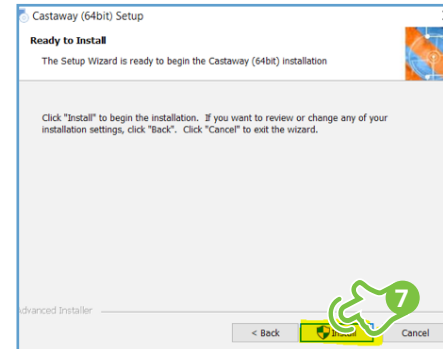 Castaway (64bit) Setup
Ready to Install
The Setup Wizard is ready to begin the Castaway (64bit) installation
Click "Install" to begin the installation. If you want to review or change any of your
installation settings, click "Back". Click "Cancel" to exit the wizard.
7
Advanced Installer
< Back Install Cancel